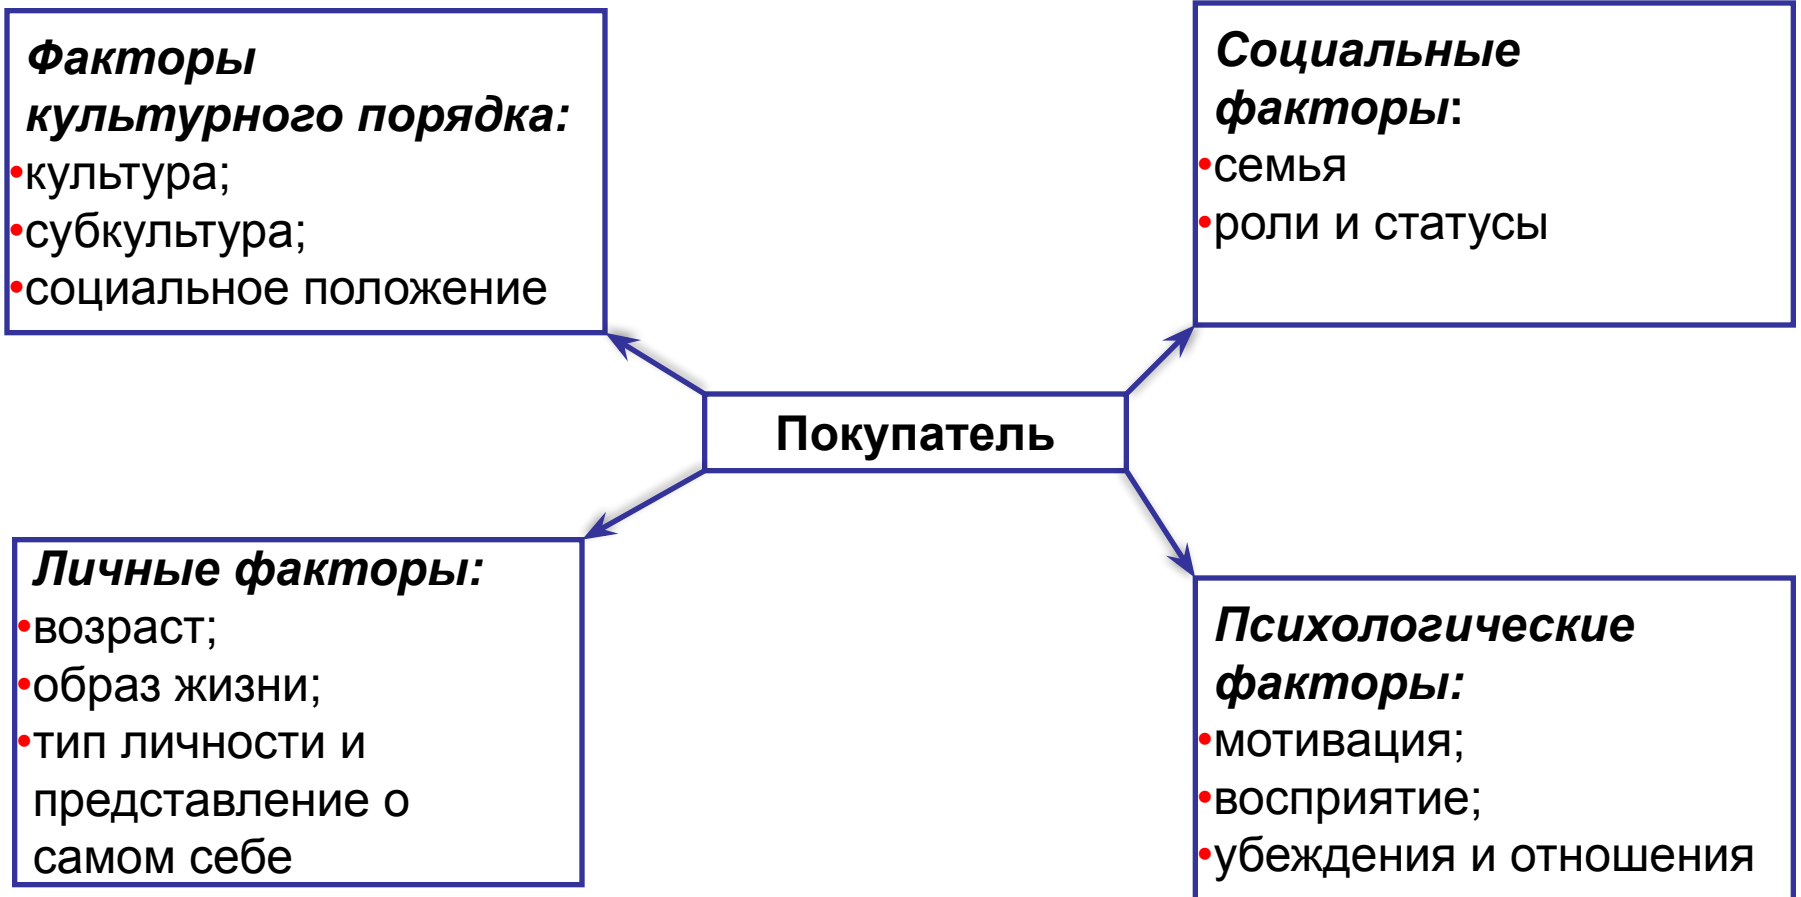 Факторы
культурного порядка:
•культура;
•субкультура;
•социальное положение
Социальные
факторы:
•семья
•роли и статусы
Покупатель
Личные факторы:
•возраст;
•образ жизни;
•тип личности и
представление о
самом себе
Психологические
факторы:
•мотивация;
•восприятие;
•убеждения и отношения